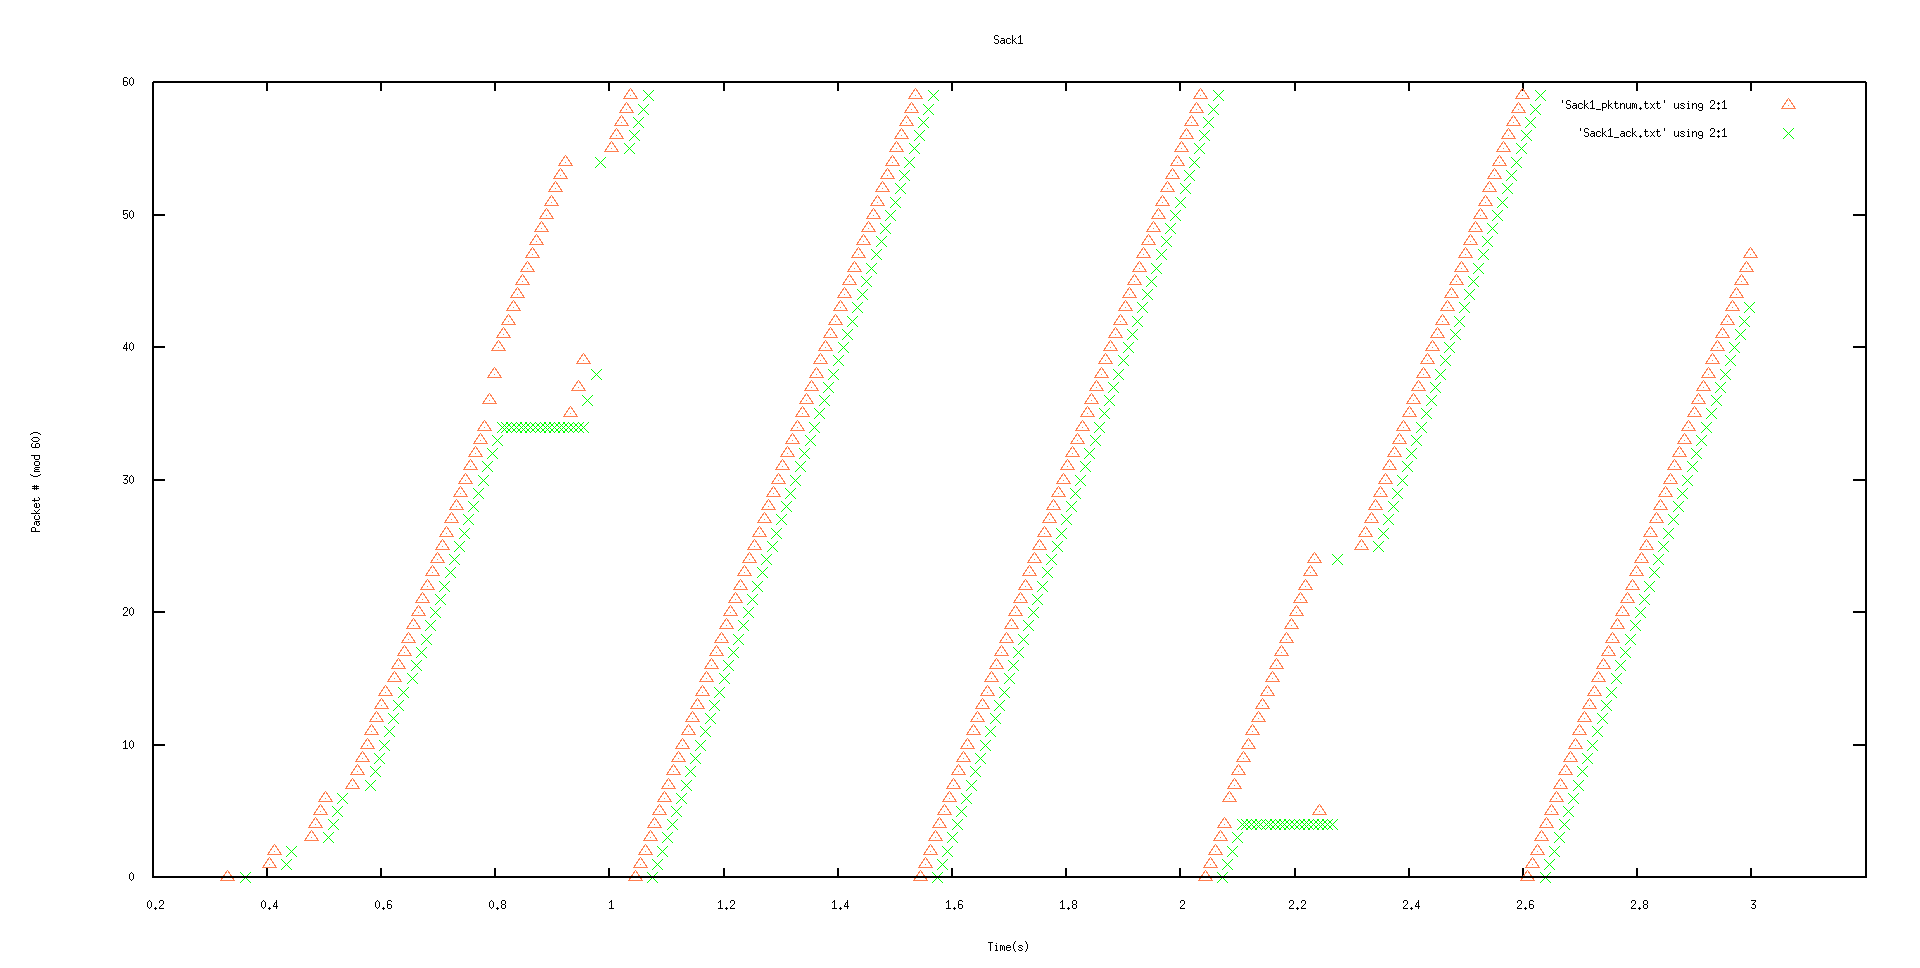 Sack1
60
'Sack1_pktnum.txt' using 2:1
'Sack1_ack.txt' using 2:1
50
40
Packet # (mod 60)
30
20
10
0
0.2 0.4 0.6 0.8 1 1.2 1.4 1.6 1.8 2 2.2 2.4 2.6 2.8 3
Time(s)